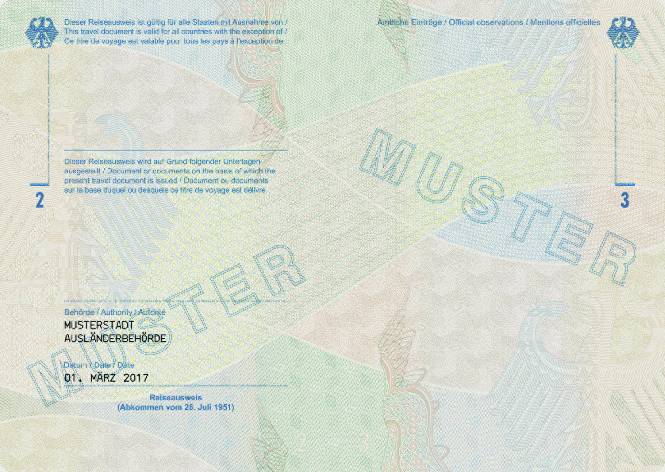 Dieser Reiseausweis ist gültig für alle Staaten mit Ausnahme von /
This travel document is valid for all countries with the exception of /
Ce titre de voyage est valable pour tous les pays à l'exception de
Dieser Reiseausweis wird auf Grund folgender Unterlagen
ausgestellt / Document or documents on the basis of which the
present travel document is issued / Document ou documents
sur la base duquel ou desquels ce titre de voyage est délivré
2
Behörde / Authority / Autorité
MUSTERSTADT
AUSLÄNDERBEHÖRDE
Datum / Date / Date
01. MÄRZ 2017
Reiseausweis
(Abkommen vom 28. Juli 1951)
MUSTER
Amtliche Einträge / Official observations / Mentions officielles
MUSTER
3